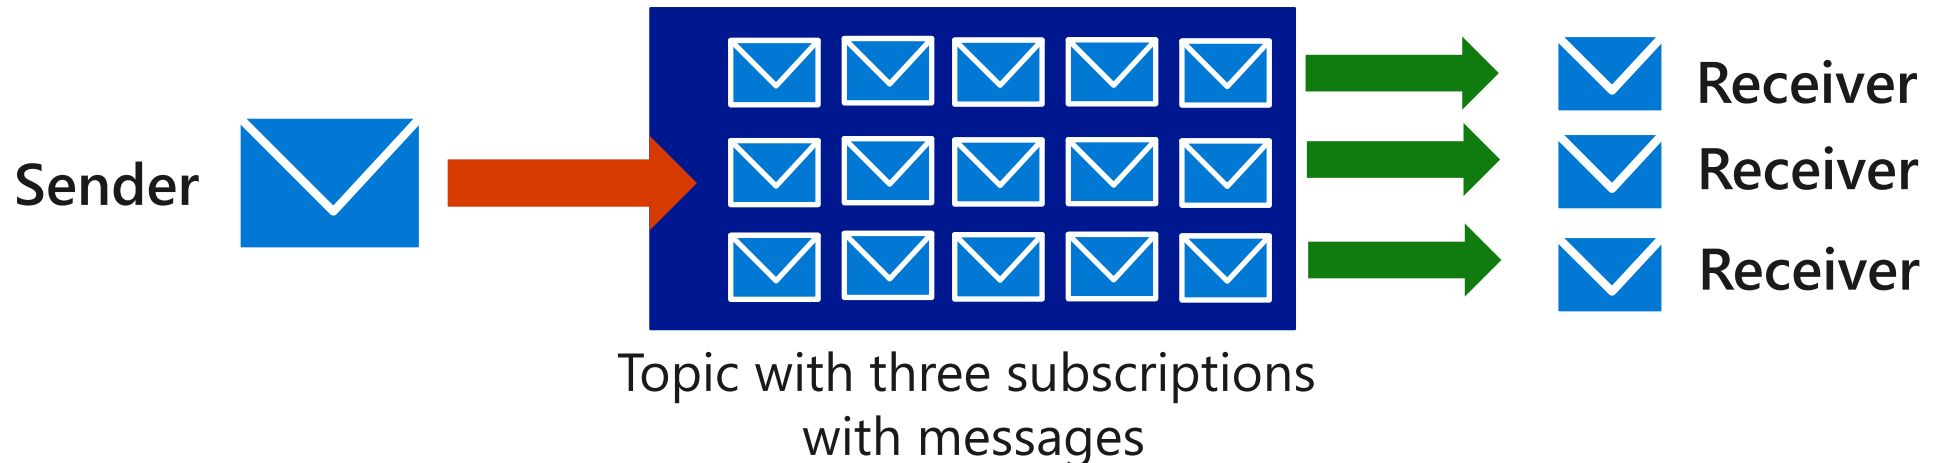 Sender
Receiver
Receiver
Receiver
Topic with three subscriptions
with messages